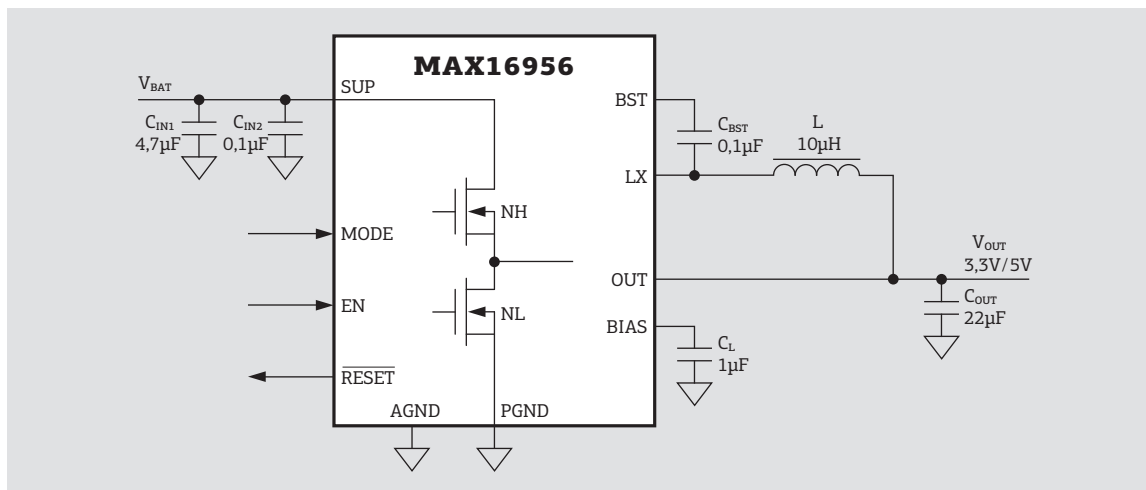 MAX16956
V_BAT
SUP
C_IN1
4,7µF
C_IN2
0,1µF
BST
C_BST
0,1µF
L
10µH
LX
NH
MODE
V_OUT
3,3V/5V
OUT
C_OUT
22µF
EN
NL
BIAS
C_L
1µF
RESET
AGND
PGND